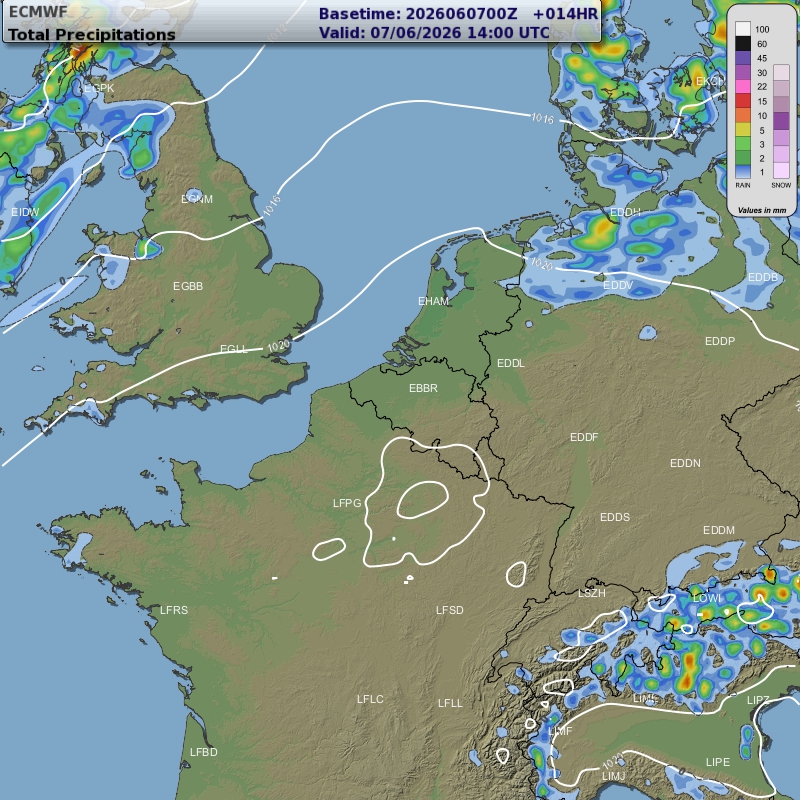 ECMWF
Basetime: 2026060700Z +014HR
Total Precipitations
Valid: 07/06/2026 14:00 UTC
1012
100
60
45
30
22
15
10
5
3
2
1
RAIN
SNOW
Values in mm
EGPK
EKCH
1016
EIDW
EGNM
1016
EDDH
1020
EGBB
EDDV
EDDB
EHAM
EGLL
1020
EDDP
EDDL
EBBR
EDDF
EDDN
LFPG
EDDS
EDDM
LFRS
LFSD
LSZH
LOWI
LFLC
LFLL
LIPZ
LIMF
LFBD
LIPE
LIMJ